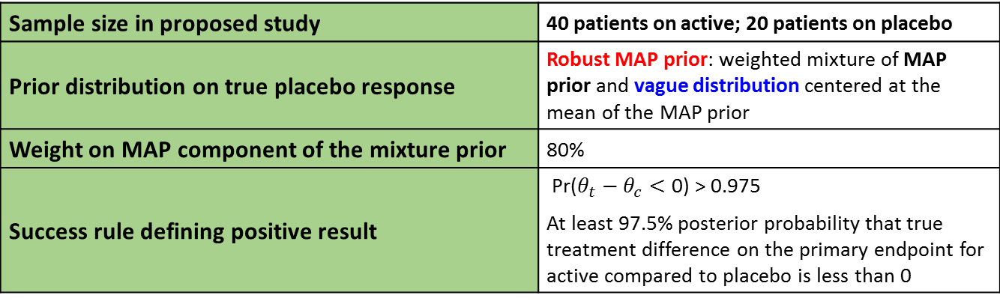 Sample size in proposed study
40 patients on active; 20 patients on placebo
Prior distribution on true placebo response
Robust MAP prior: weighted mixture of MAP
prior and vague distribution centered at the
mean of the MAP prior
Weight on MAP component of the mixture prior
80%
Success rule defining positive result
Pr(𝜃ₜ − 𝜃𝑐 < 0) > 0.975
At least 97.5% posterior probability that true
treatment difference on the primary endpoint for
active compared to placebo is less than 0